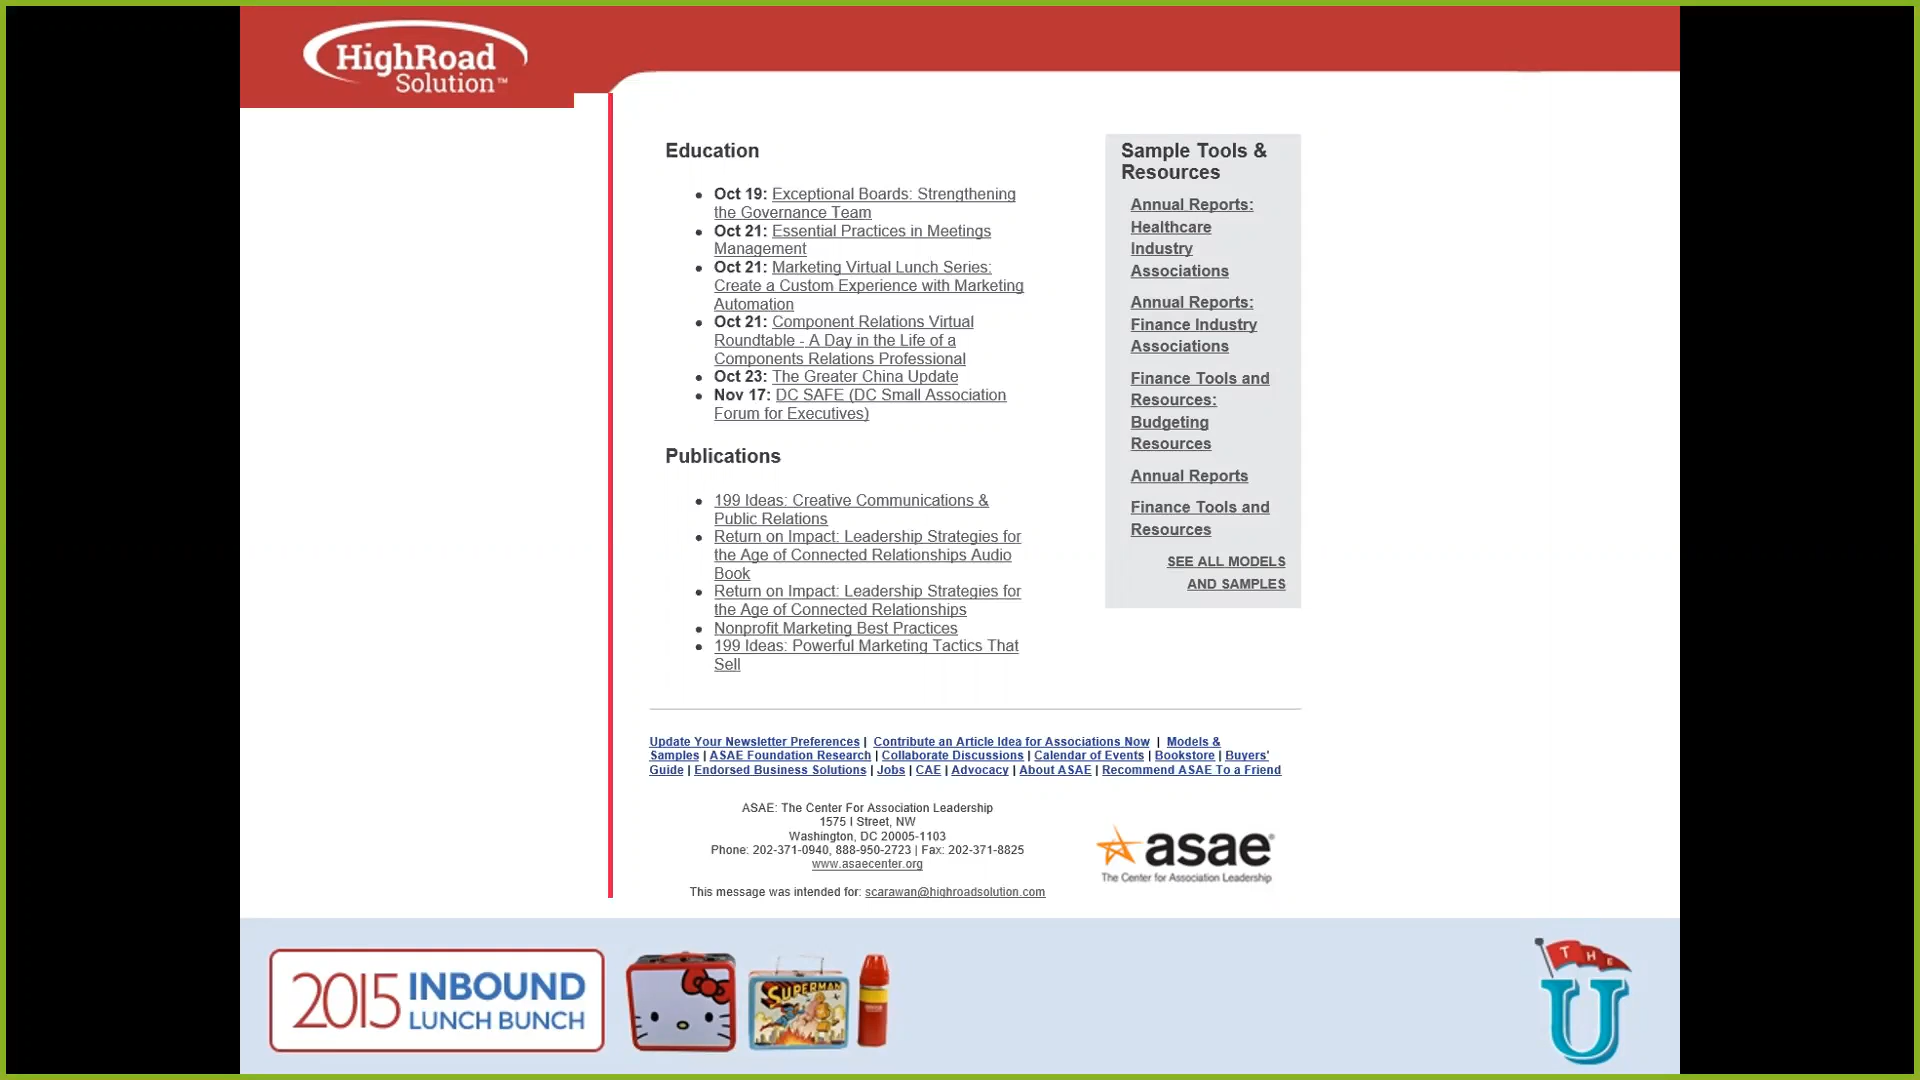 HighRoad
Solution™
Education
Oct 19: Exceptional Boards: Strengthening
the Governance Team
Oct 21: Essential Practices in Meetings
Management
Oct 21: Marketing Virtual Lunch Series:
Create a Custom Experience with Marketing
Automation
Oct 21: Component Relations Virtual
Roundtable - A Day in the Life of a
Components Relations Professional
Oct 23: The Greater China Update
Nov 17: DC SAFE (DC Small Association
Forum for Executives)
Publications
199 Ideas: Creative Communications &
Public Relations
Return on Impact: Leadership Strategies for
the Age of Connected Relationships Audio
Book
Return on Impact: Leadership Strategies for
the Age of Connected Relationships
Nonprofit Marketing Best Practices
199 Ideas: Powerful Marketing Tactics That
Sell
Sample Tools &
Resources
Annual Reports:
Healthcare
Industry
Associations
Annual Reports:
Finance Industry
Associations
Finance Tools and
Resources:
Budgeting
Resources
Annual Reports
Finance Tools and
Resources
SEE ALL MODELS
AND SAMPLES
Update Your Newsletter Preferences | Contribute an Article Idea for Associations Now | Models &
Samples | ASAE Foundation Research | Collaborate Discussions | Calendar of Events | Bookstore | Buyers'
Guide | Endorsed Business Solutions | Jobs | CAE | Advocacy | About ASAE | Recommend ASAE To a Friend
ASAE: The Center For Association Leadership
1575 I Street, NW
Washington, DC 20005-1103
Phone: 202-371-0940, 888-950-2723 | Fax: 202-371-8825
www.asaecenter.org
This message was intended for: scarawan@highroadsolution.com
asae®
The Center for Association Leadership
2015 INBOUND
LUNCH BUNCH
SUPERMAN
THE
U